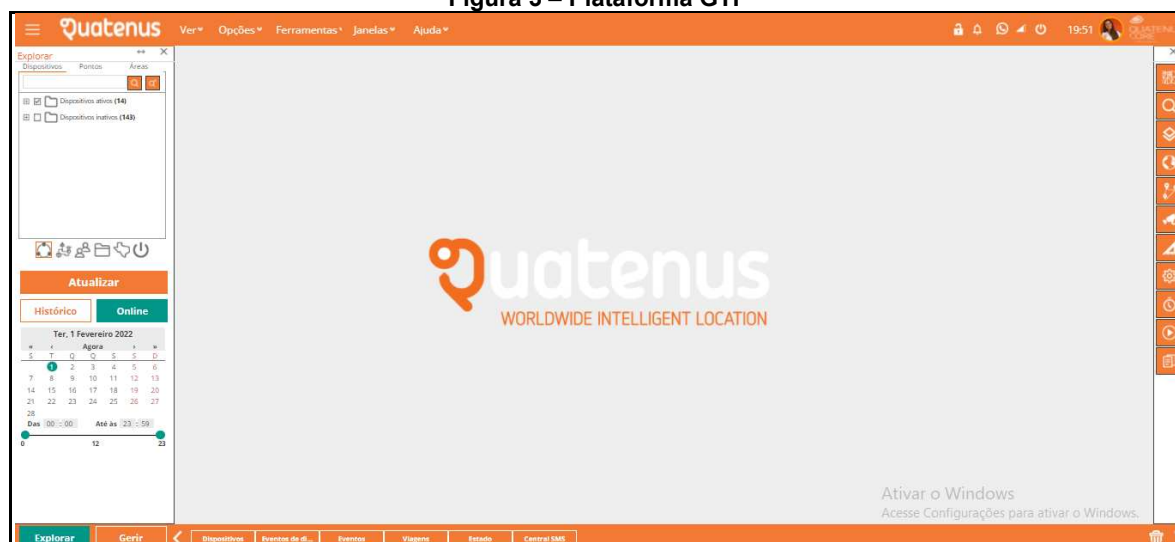 Figura 3 – Plataforma GTI
Quatenus Ver Opções Ferramentas Janelas Ajuda 19:51
Explorar
Dispositivos Pontos Áreas
Dispositivos ativos (14)
Dispositivos inativos (143)
Atualizar
Histórico Online
Ter, 1 Fevereiro 2022
« ‹ Agora › »
S T Q Q S S D
1 2 3 4 5 6
7 8 9 10 11 12 13
14 15 16 17 18 19 20
21 22 23 24 25 26 27
28
Das 00 : 00 Até às 23 : 59
0 12 23
Quatenus
WORLDWIDE INTELLIGENT LOCATION
Ativar o Windows
Acesse Configurações para ativar o Windows.
Explorar Gerir Dispositivos Eventos de di... Eventos Viagens Estado Central SMS